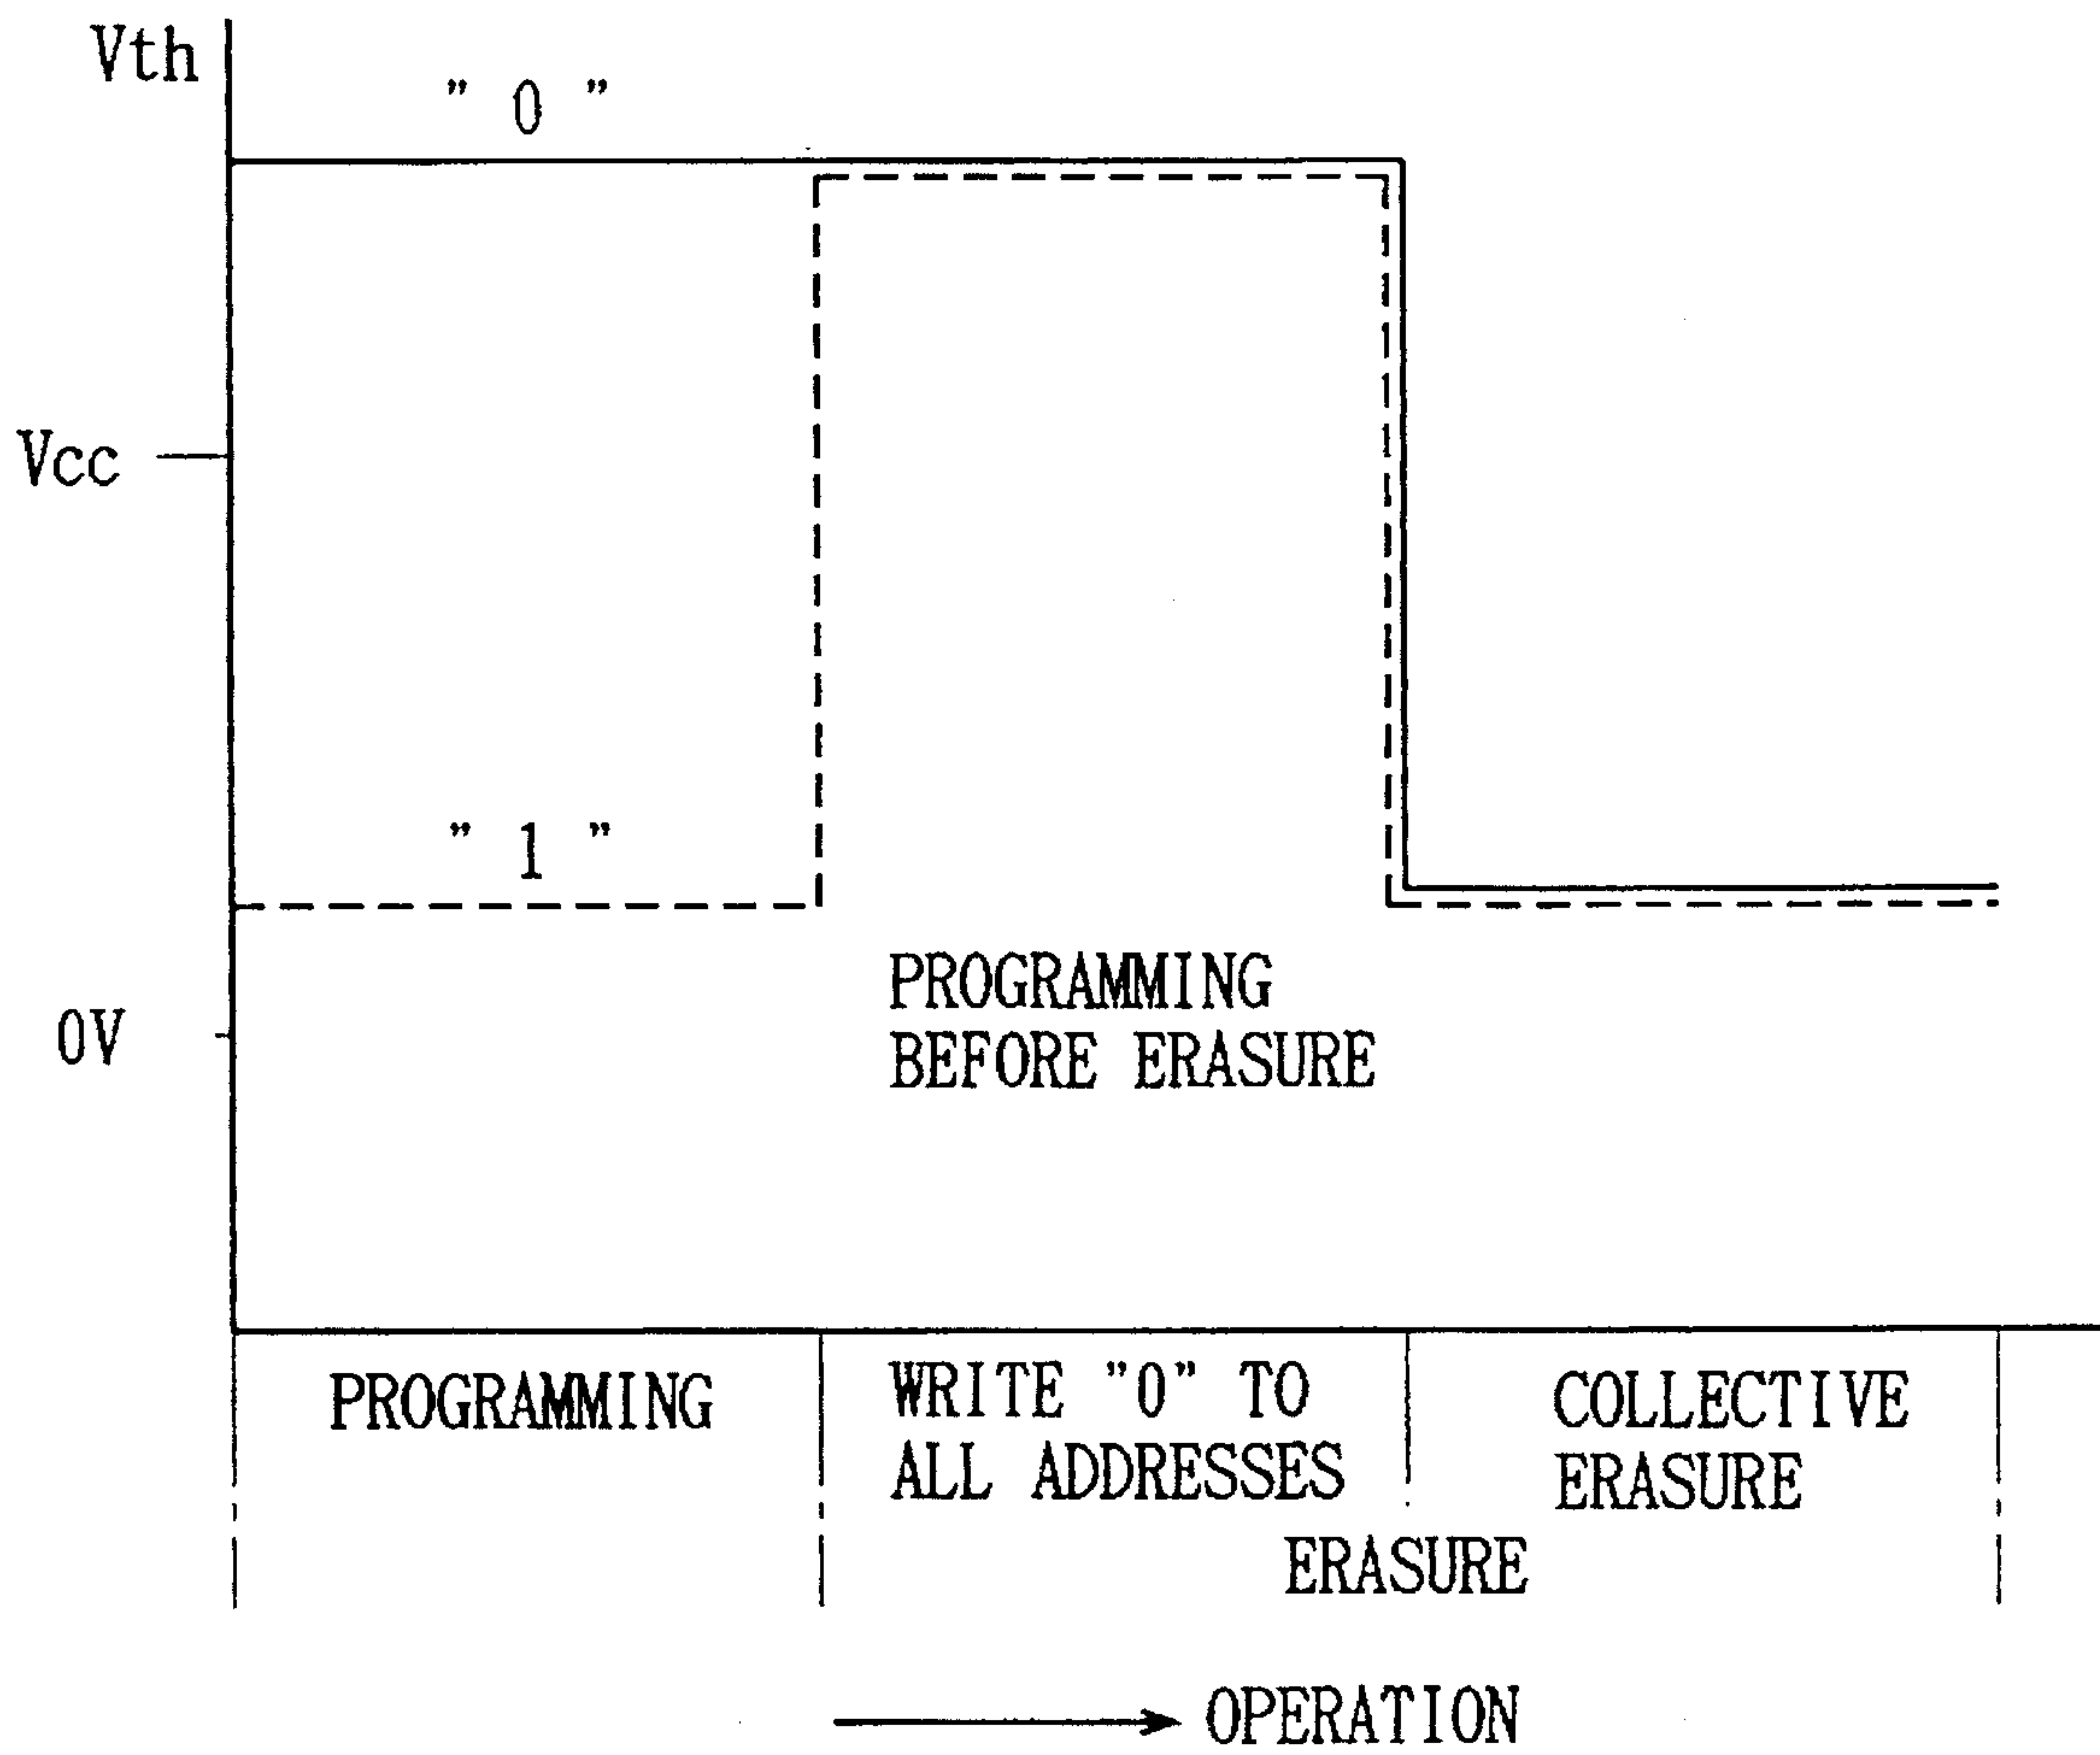 Vth
" 0 "
Vcc
" 1 "
PROGRAMMING
BEFORE ERASURE
0V
PROGRAMMING
WRITE "0" TO
ALL ADDRESSES
COLLECTIVE
ERASURE
ERASURE
OPERATION